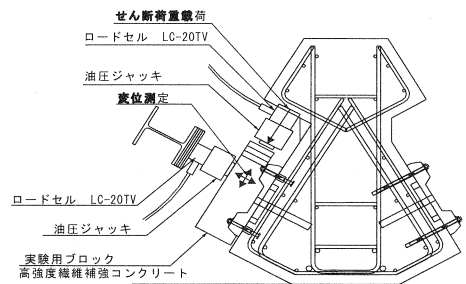 せん断荷重載荷
ロードセル LC-20TV
油圧ジャッキ
変位測定
ロードセル LC-20TV
油圧ジャッキ
実験用ブロック
高強度繊維補強コンクリート